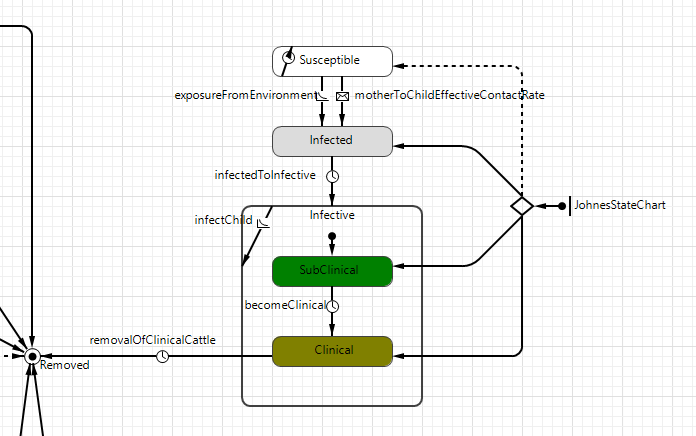 Susceptible
exposureFromEnvironment
motherToChildEffectiveContactRate
Infected
infectedToInfective
JohnesStateChart
Infective
infectChild
SubClinical
becomeClinical
removalOfClinicalCattle
Clinical
Removed